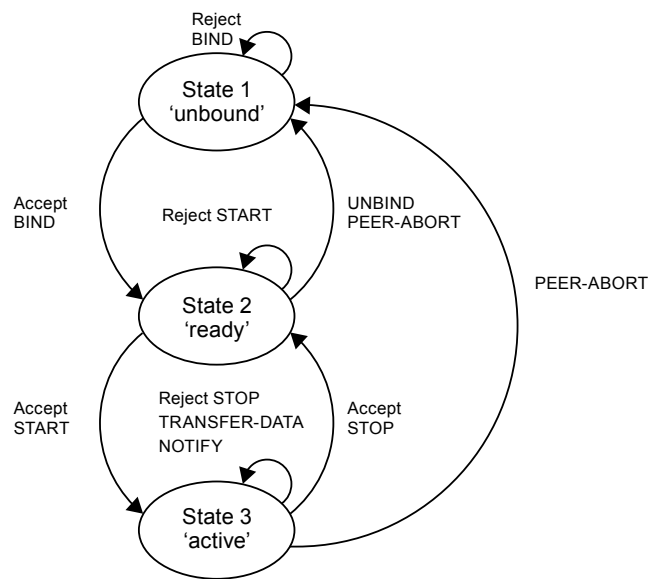 Reject
BIND
State 1
'unbound'
Accept
BIND
Reject START
UNBIND
PEER-ABORT
PEER-ABORT
State 2
'ready'
Accept
START
Reject STOP
TRANSFER-DATA
NOTIFY
Accept
STOP
State 3
'active'